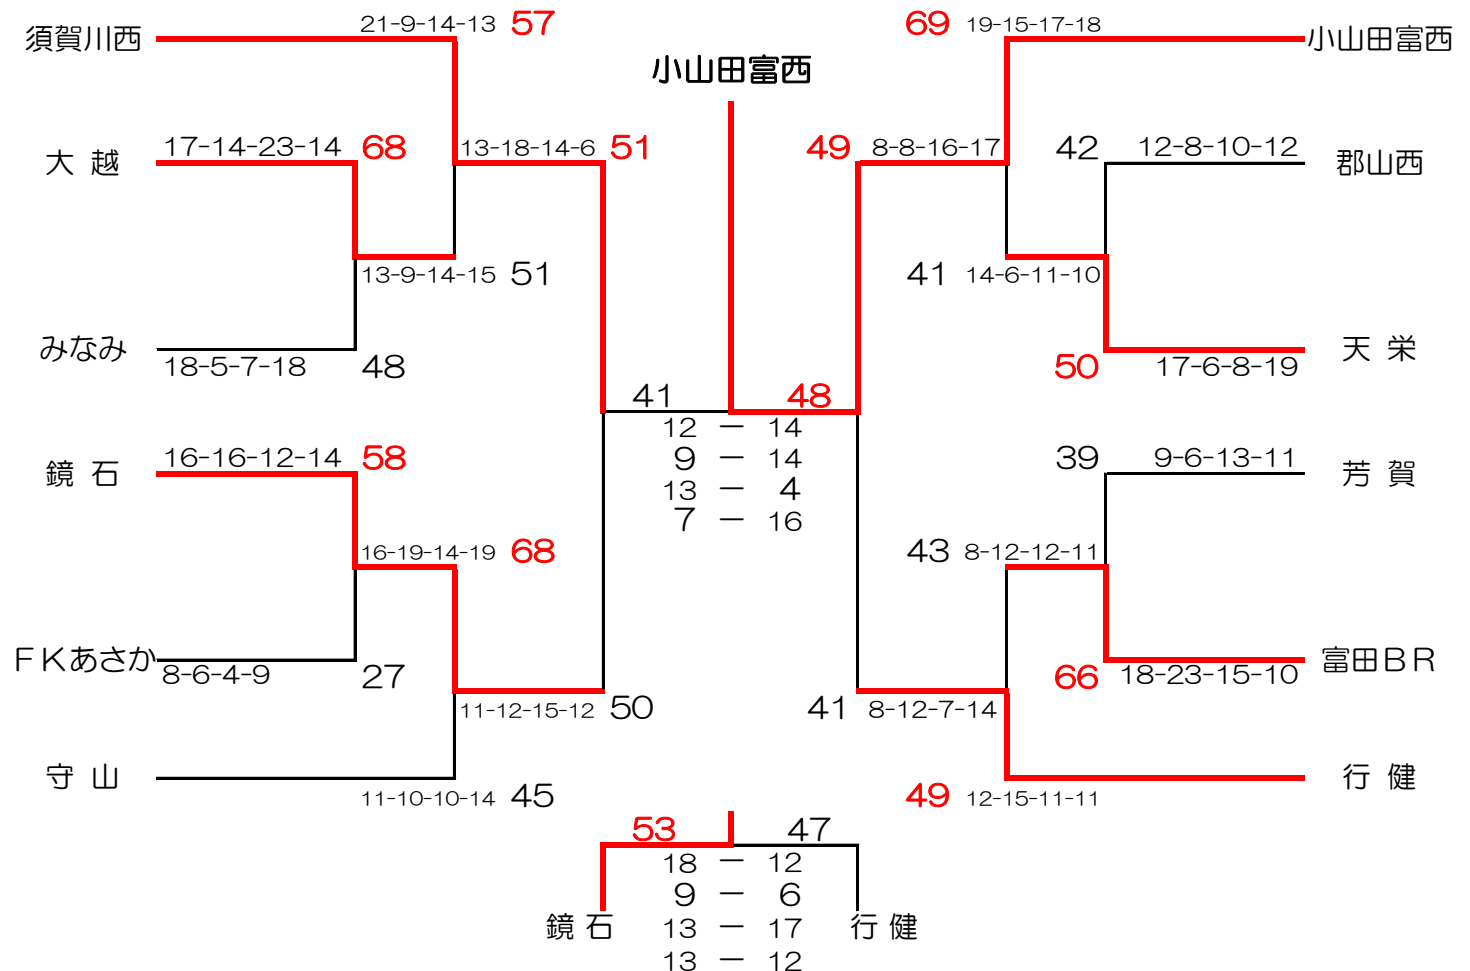 21-9-14-13 57 69 19-15-17-18
須賀川西 小山田富西
小山田富西
17-14-23-14 68 13-18-14-6 51 49 8-8-16-17 42 12-8-10-12
大越 郡山西
13-9-14-15 51 41 14-6-11-10
みなみ 天栄
18-5-7-18 48 50 17-6-8-19
41 48
12 － 14
16-16-12-14 58 9 － 14 39 9-6-13-11
鏡石 芳賀
13 － 4
7 － 16
16-19-14-19 68 43 8-12-12-11
FKあさか 富田BR
8-6-4-9 27 66 18-23-15-10
11-12-15-12 50 41 8-12-7-14
守山 行健
11-10-10-14 45 49 12-15-11-11
53 47
18 － 12
9 － 6
鏡石 13 － 17 行健
13 － 12